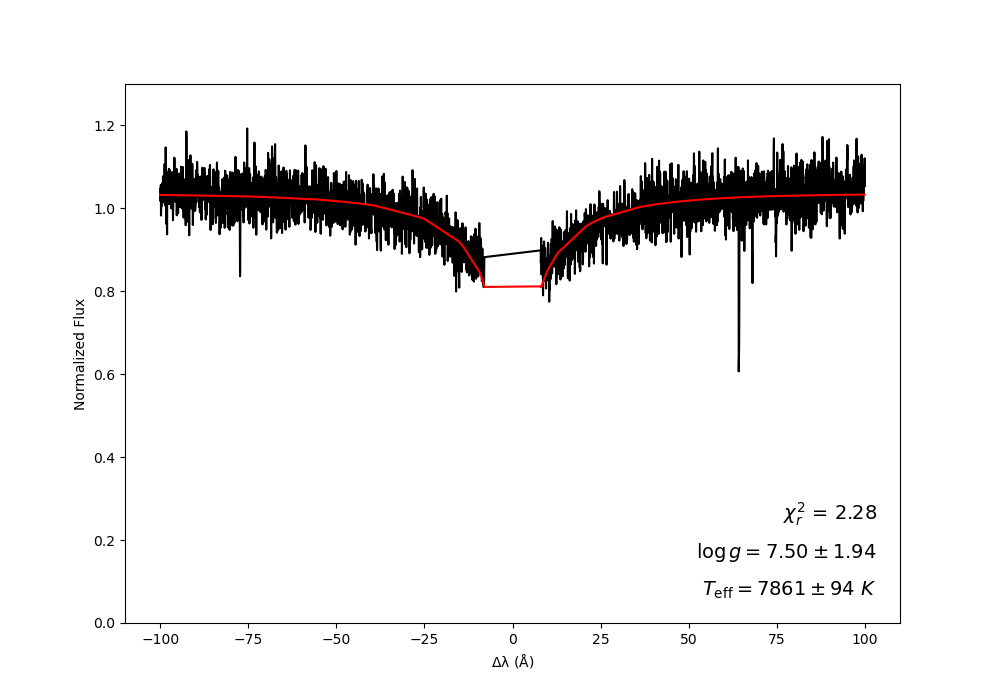 1.2
1.0
0.8
0.6
0.4
0.2
0.0
Normalized Flux
χ²ᵣ = 2.28
log g = 7.50 ± 1.94
T_eff = 7861 ± 94 K
−100 −75 −50 −25 0 25 50 75 100
Δλ (Å)